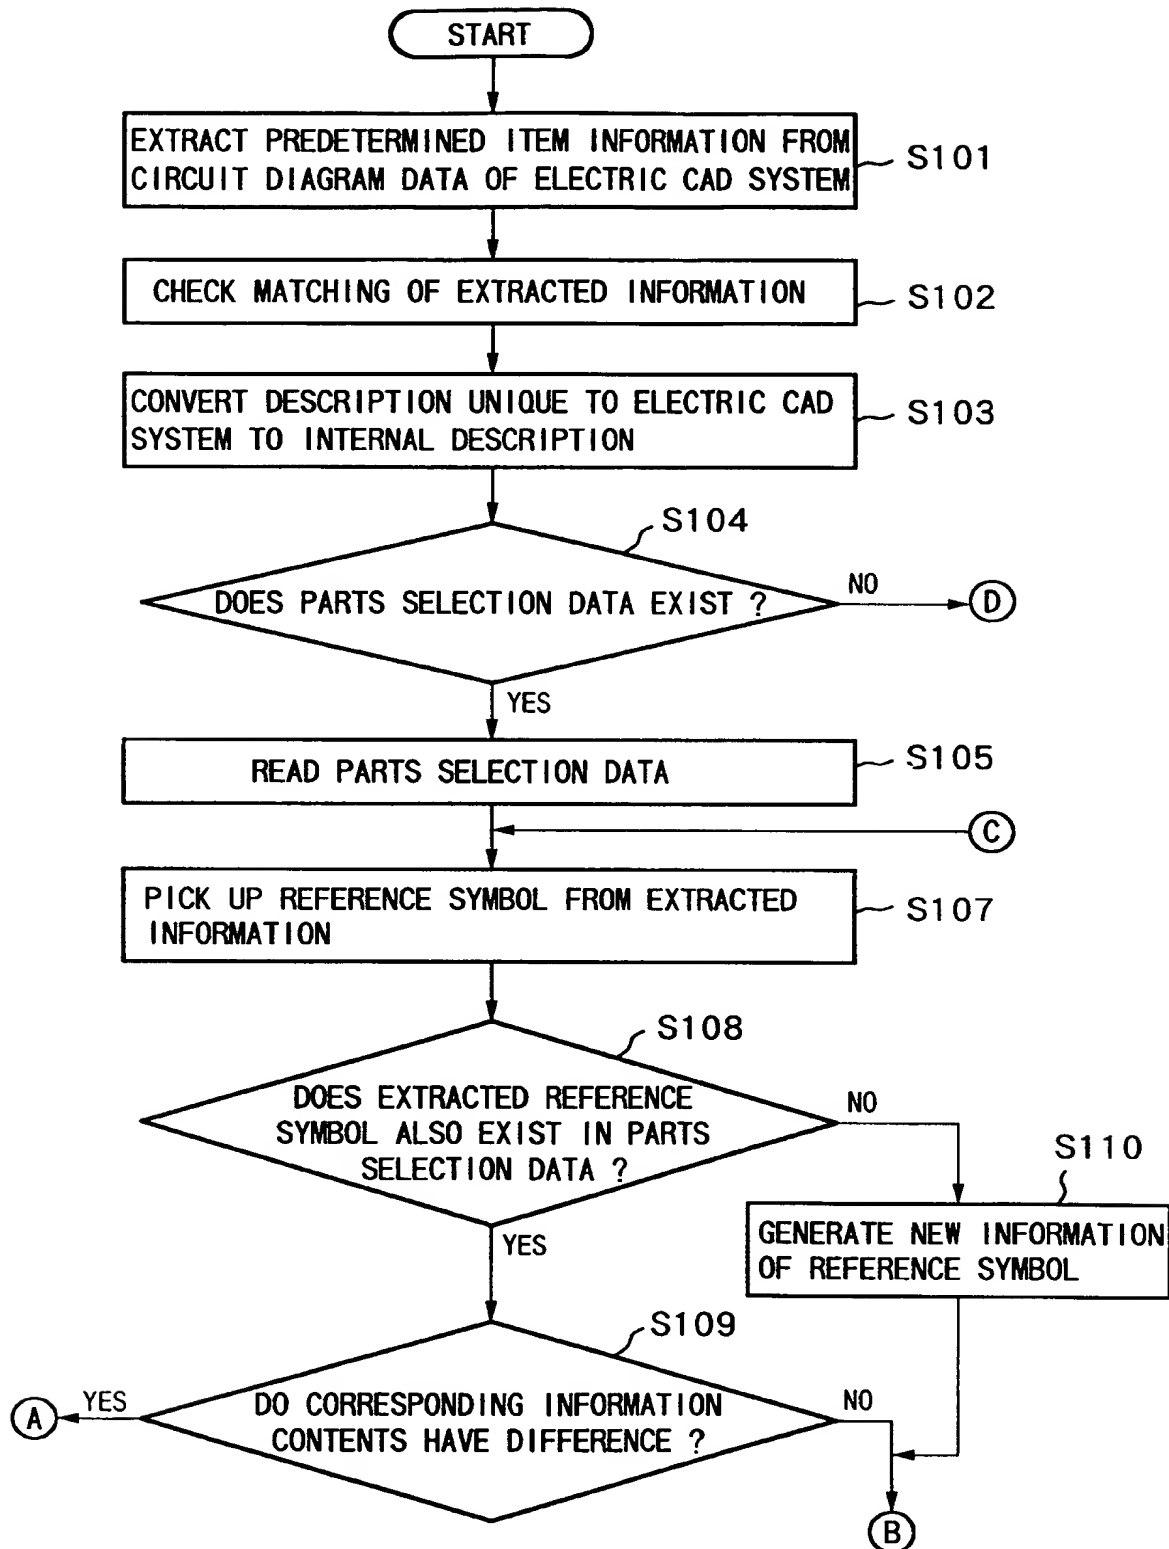 START
EXTRACT PREDETERMINED ITEM INFORMATION FROM
CIRCUIT DIAGRAM DATA OF ELECTRIC CAD SYSTEM
S101
CHECK MATCHING OF EXTRACTED INFORMATION
S102
CONVERT DESCRIPTION UNIQUE TO ELECTRIC CAD
SYSTEM TO INTERNAL DESCRIPTION
S103
S104
DOES PARTS SELECTION DATA EXIST ?
NO
D
YES
READ PARTS SELECTION DATA
S105
C
PICK UP REFERENCE SYMBOL FROM EXTRACTED
INFORMATION
S107
S108
DOES EXTRACTED REFERENCE
SYMBOL ALSO EXIST IN PARTS
SELECTION DATA ?
NO
S110
GENERATE NEW INFORMATION
OF REFERENCE SYMBOL
YES
S109
DO CORRESPONDING INFORMATION
CONTENTS HAVE DIFFERENCE ?
YES
A
NO
B